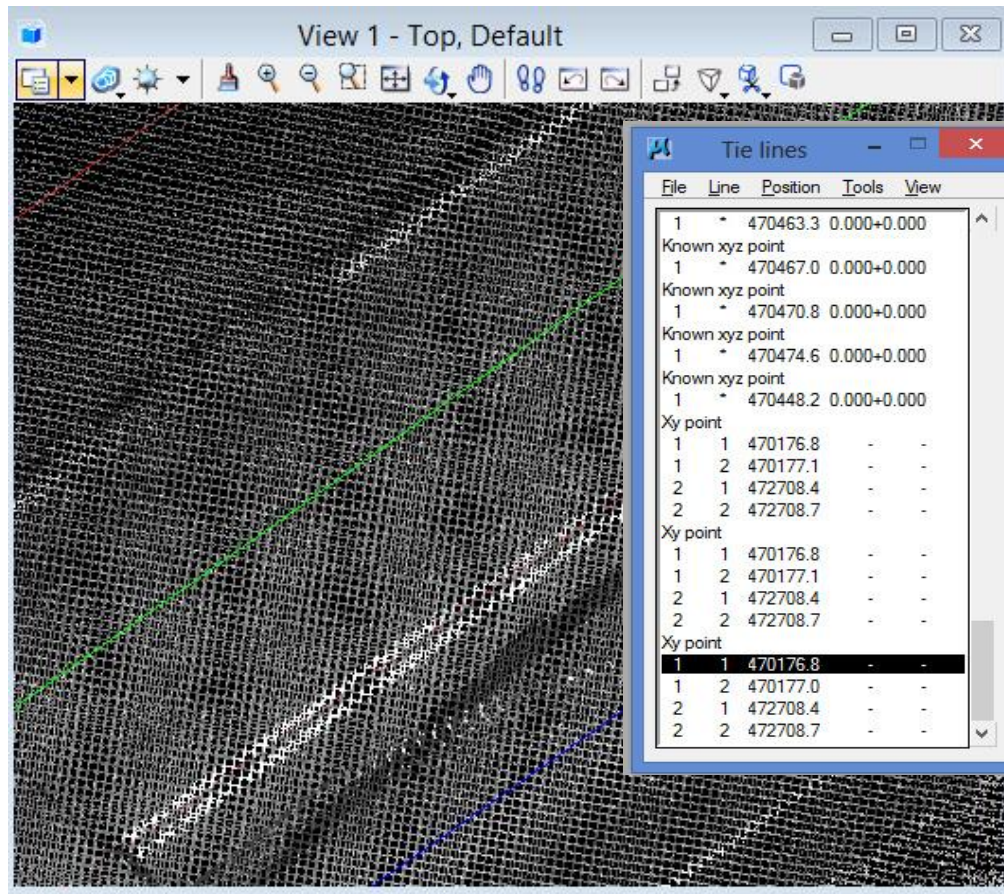 View 1 - Top, Default
Tie lines
File Line Position Tools View
1 * 470463.3 0.000+0.000
Known xyz point
1 * 470467.0 0.000+0.000
Known xyz point
1 * 470470.8 0.000+0.000
Known xyz point
1 * 470474.6 0.000+0.000
Known xyz point
1 * 470448.2 0.000+0.000
Xy point
1 1 470176.8 - -
1 2 470177.1 - -
2 1 472708.4 - -
2 2 472708.7 - -
Xy point
1 1 470176.8 - -
1 2 470177.1 - -
2 1 472708.4 - -
2 2 472708.7 - -
Xy point
1 1 470176.8 - -
1 2 470177.0 - -
2 1 472708.4 - -
2 2 472708.7 - -